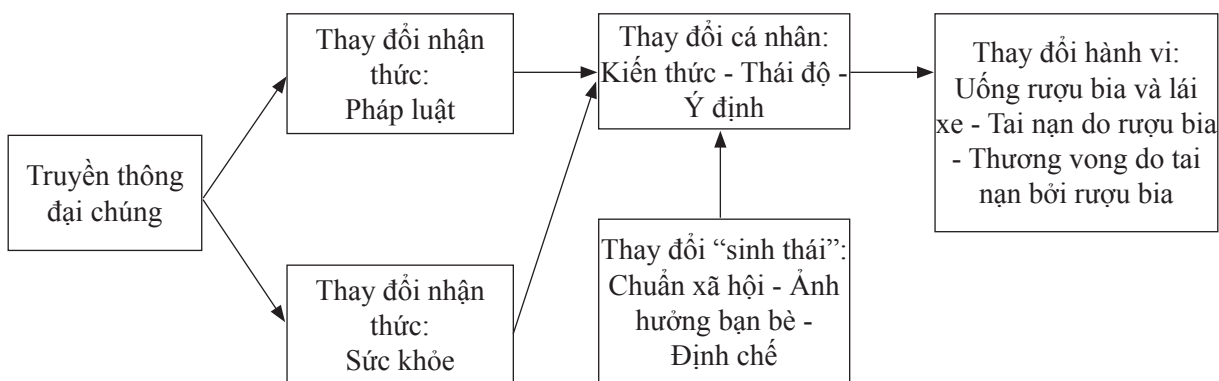 Truyền thông
đại chúng
Thay đổi nhận
thức:
Pháp luật
Thay đổi nhận
thức:
Sức khỏe
Thay đổi cá nhân:
Kiến thức - Thái độ -
Ý định
Thay đổi “sinh thái”:
Chuẩn xã hội - Ảnh
hưởng bạn bè -
Định chế
Thay đổi hành vi:
Uống rượu bia và lái
xe - Tai nạn do rượu bia
- Thương vong do tai
nạn bởi rượu bia